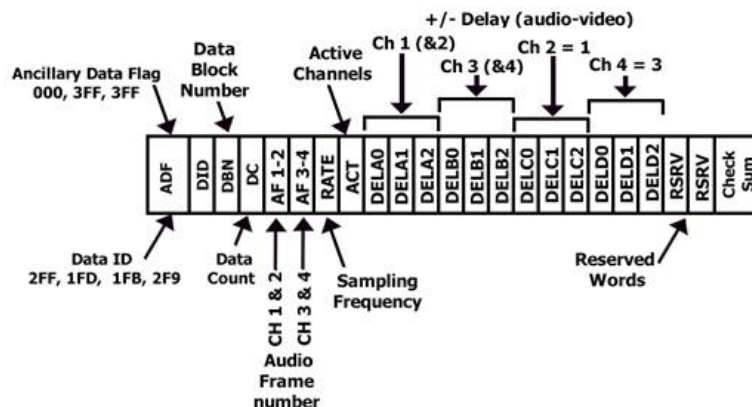 +/- Delay (audio-video)
Ch 1 (&2)
Ch 3 (&4)
Ch 2 = 1
Ch 4 = 3
Data
Block
Number
Active
Channels
Ancillary Data Flag
000, 3FF, 3FF
ADF
DID
DBN
DC
AF 1-2
AF 3-4
RATE
ACT
DELA0
DELA1
DELA2
DELB0
DELB1
DELB2
DELC0
DELC1
DELC2
DELD0
DELD1
DELD2
RSRV
RSRV
Check
Sum
Data ID
2FF, 1FD, 1FB, 2F9
Data
Count
CH 1 & 2
CH 3 & 4
Audio
Frame
number
Sampling
Frequency
Reserved
Words